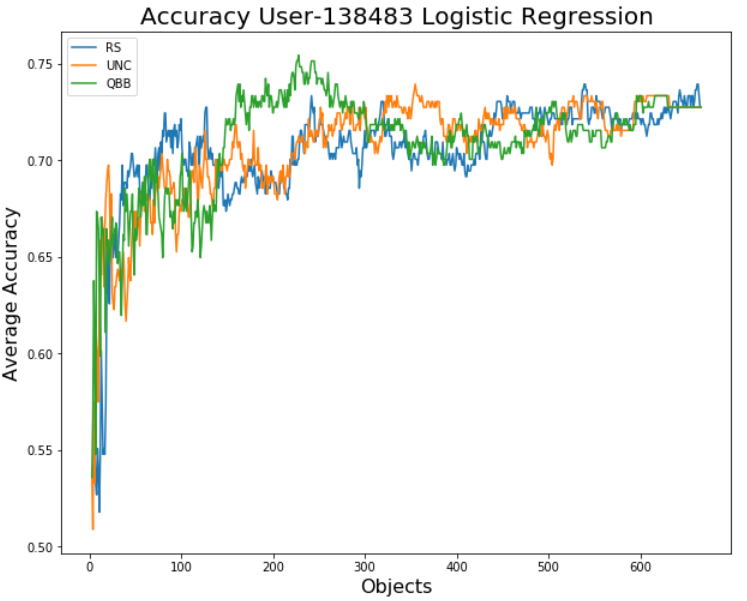 Accuracy User-138483 Logistic Regression
RS
UNC
QBB
0.75
0.70
0.65
0.60
0.55
0.50
Average Accuracy
0 100 200 300 400 500 600
Objects